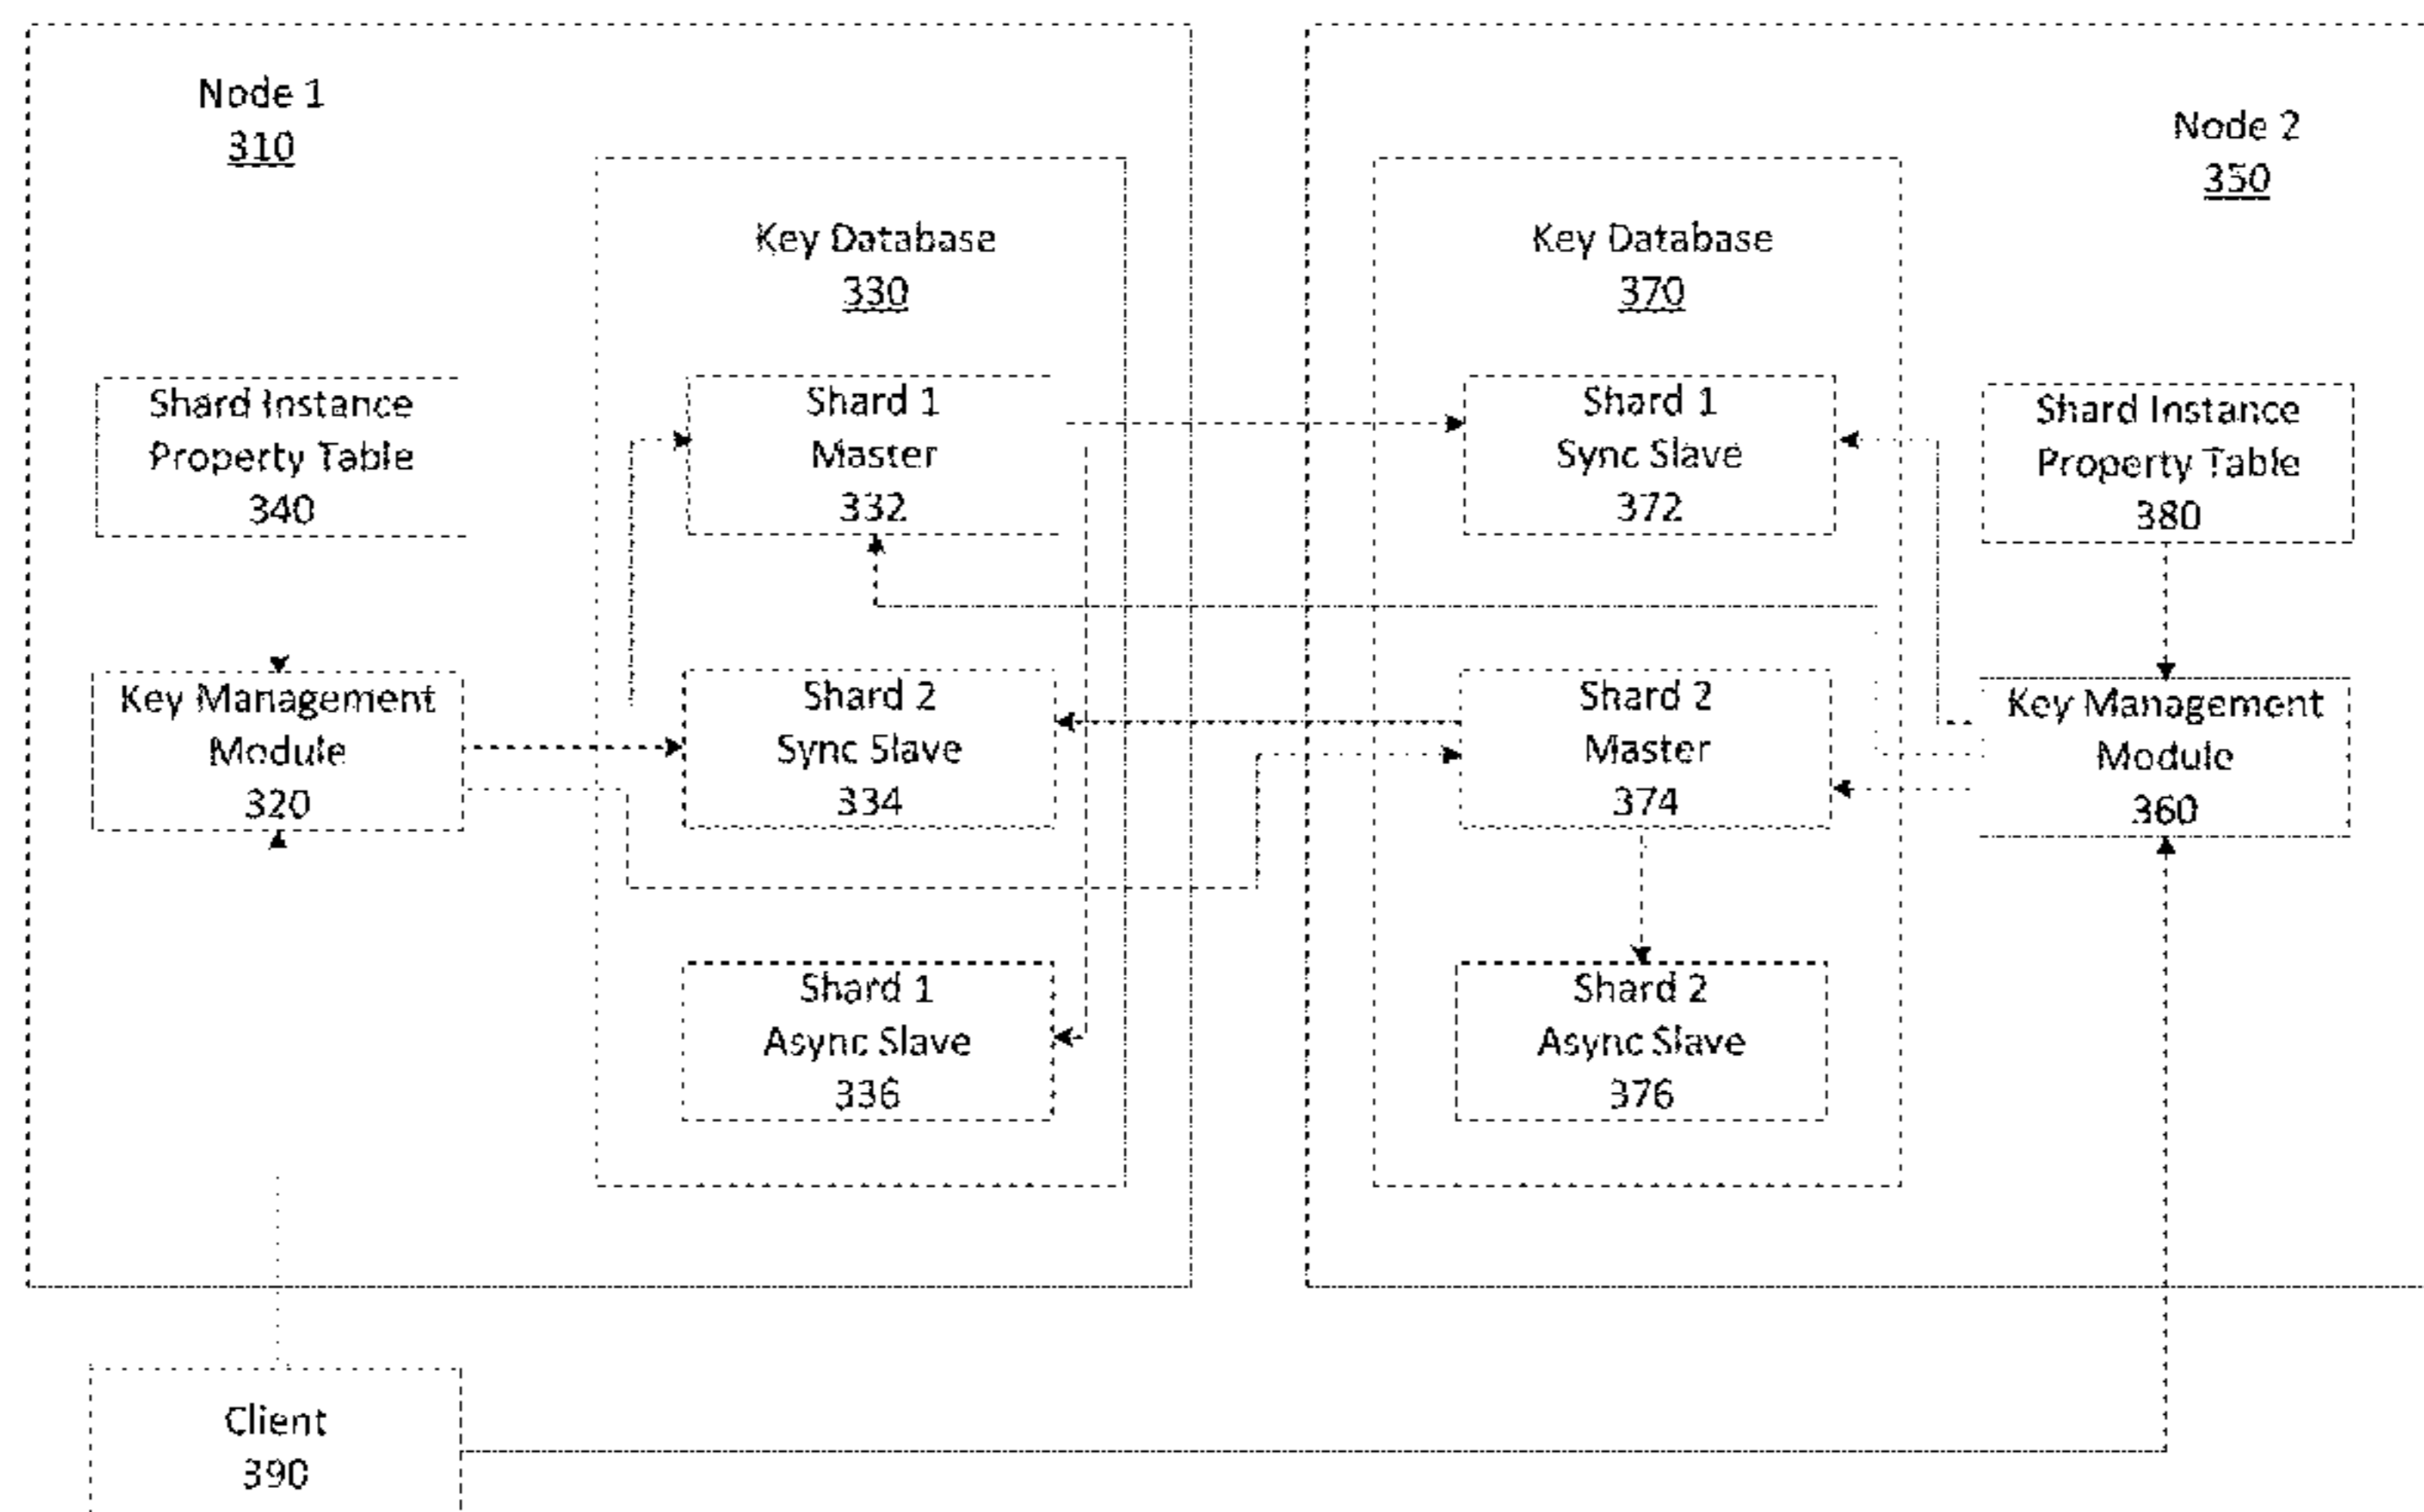 Node 1
310
Node 2
350
Key Database
330
Key Database
370
Shard Instance
Property Table
340
Shard 1
Master
332
Shard 1
Sync Slave
372
Shard Instance
Property Table
380
Key Management
Module
320
Shard 2
Sync Slave
334
Shard 2
Master
374
Key Management
Module
360
Shard 1
Async Slave
336
Shard 2
Async Slave
376
Client
390